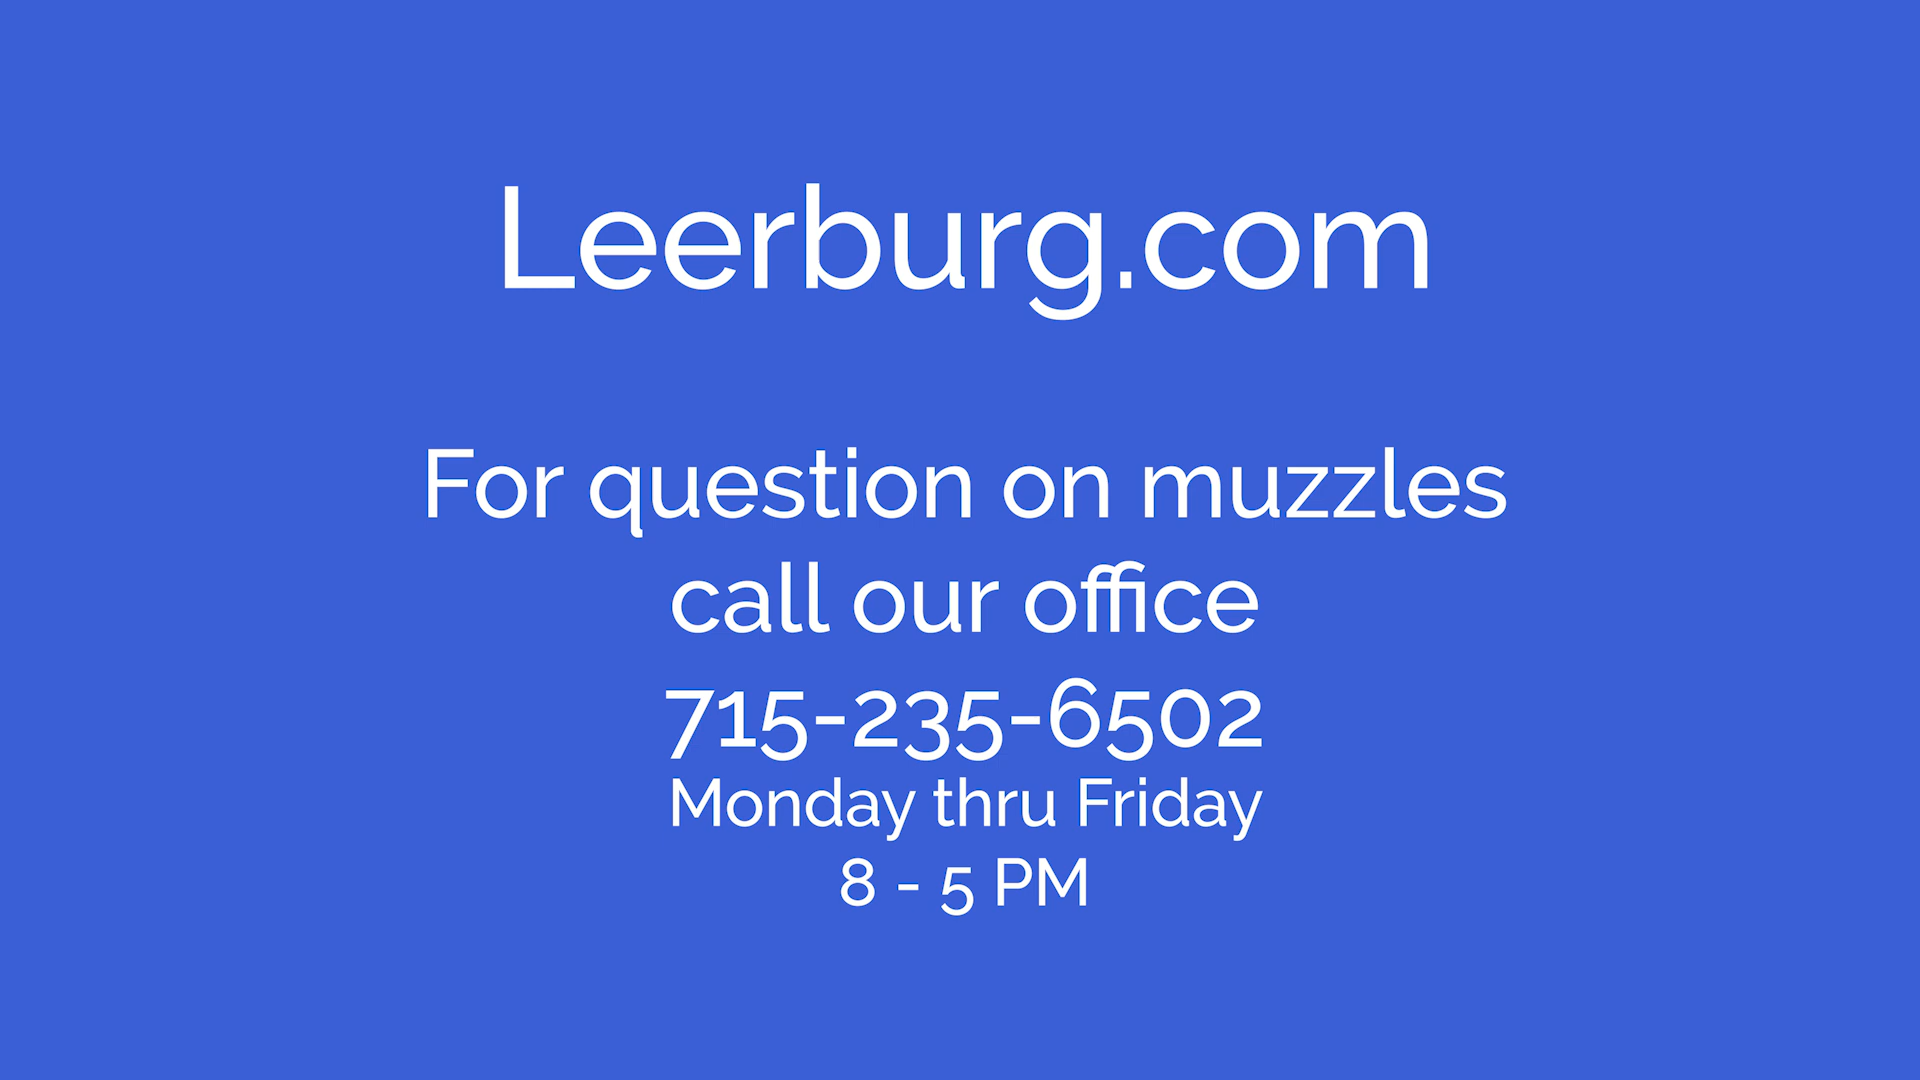 Leerburg.com
For question on muzzles
call our office
715-235-6502
Monday thru Friday
8 - 5 PM